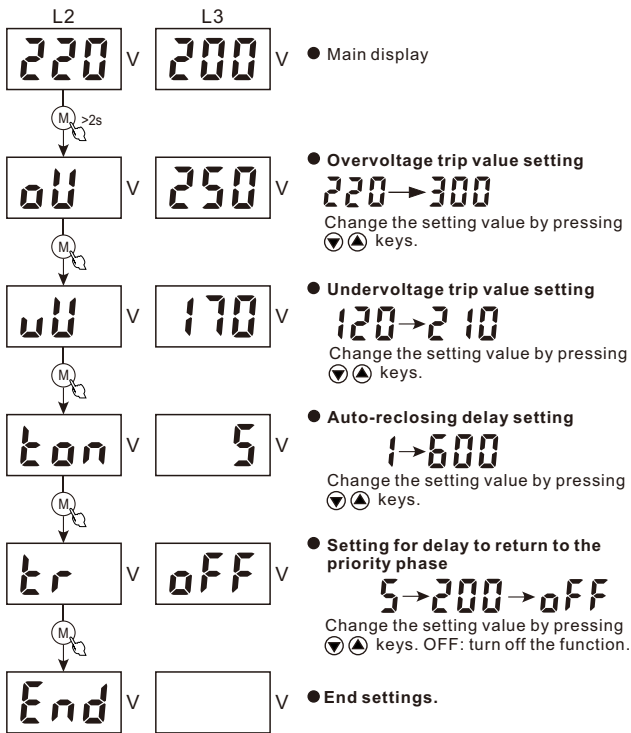 L2 L3
220 V 200 V ● Main display
M >2s
oU V 250 V ● Overvoltage trip value setting
220→300
Change the setting value by pressing
▼ ▲ keys.
M
uU V 170 V ● Undervoltage trip value setting
120→210
Change the setting value by pressing
▼ ▲ keys.
M
ton V 5 V ● Auto-reclosing delay setting
1→600
Change the setting value by pressing
▼ ▲ keys.
M
tr V oFF V ● Setting for delay to return to the
priority phase
5→200→oFF
Change the setting value by pressing
▼ ▲ keys. OFF: turn off the function.
M
End V V ● End settings.